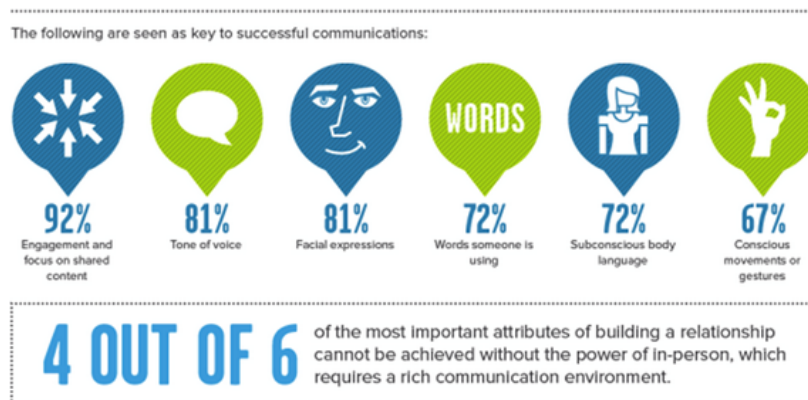 The following are seen as key to successful communications:
WORDS
92%
Engagement and
focus on shared
content
81%
Tone of voice
81%
Facial expressions
72%
Words someone is
using
72%
Subconscious body
language
67%
Conscious
movements or
gestures
4 OUT OF 6
of the most important attributes of building a relationship
cannot be achieved without the power of in-person, which
requires a rich communication environment.